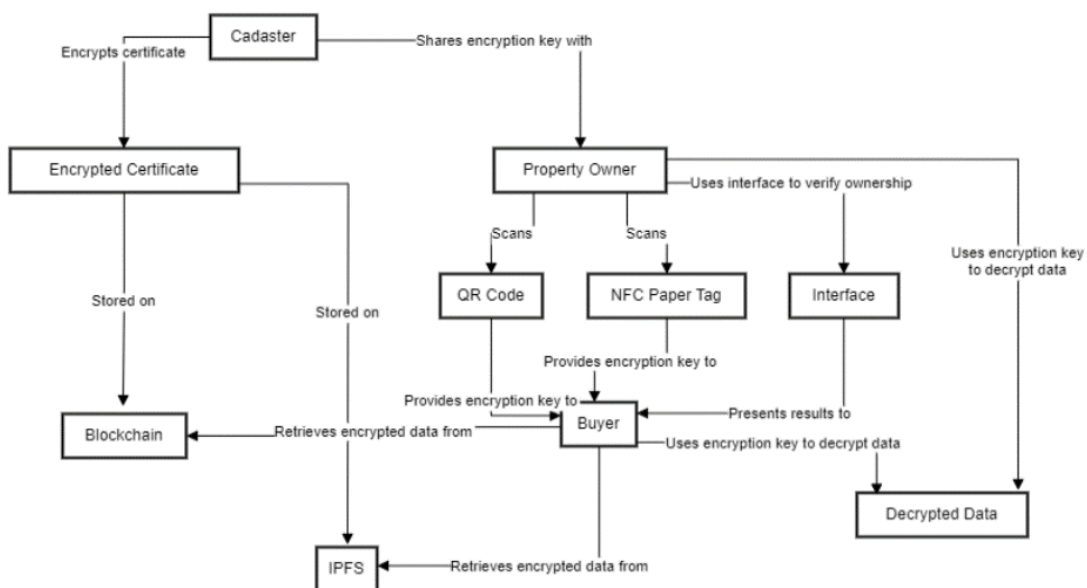 Cadaster
Shares encryption key with
Encrypts certificate
Encrypted Certificate
Property Owner
Uses interface to verify ownership
Scans
Scans
Uses encryption key
to decrypt data
QR Code
NFC Paper Tag
Interface
Stored on
Stored on
Provides encryption key to
Provides encryption key to
Presents results to
Buyer
Blockchain
Retrieves encrypted data from
Uses encryption key to decrypt data
Decrypted Data
IPFS
Retrieves encrypted data from